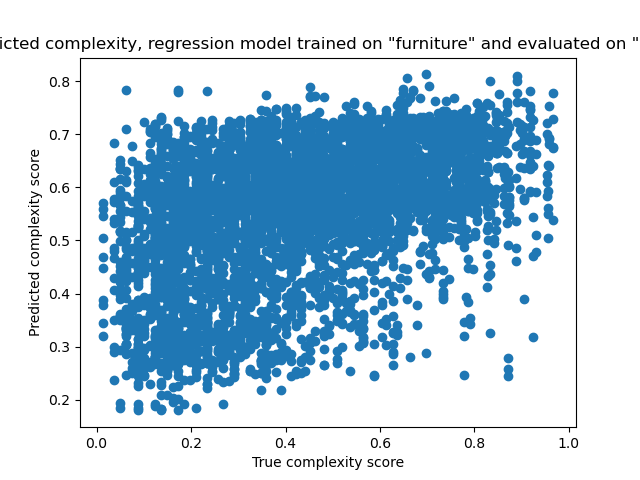 complexity, regression model trained on "furniture" and evaluated on "
0.8
0.7
0.6
0.5
0.4
0.3
0.2
Predicted complexity score
0.0 0.2 0.4 0.6 0.8 1.0
True complexity score